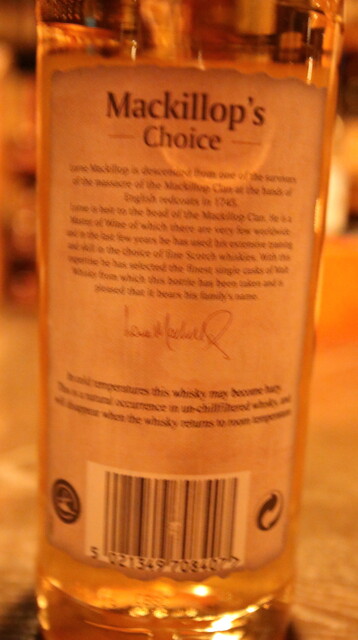 Mackillop's
Choice
Lorne Mackillop is descended from one of the survivors
of the massacre of the Mackillop Clan at the hands of
English redcoats in 1745.
Lorne is heir to the head of the Mackillop Clan. He is a
Master of Wine of which there are very few worldwide
and in the last few years he has used his extensive training
and skill in the choice of fine Scotch whiskies. With this
expertise he has selected the finest single casks of Malt
Whisky from which this bottle has been taken and is
pleased that it bears his family's name.
Lorne Mackillop
In cold temperatures this whisky may become hazy.
This is a natural occurrence in un-chillfiltered whisky, and
will disappear when the whisky returns to room temperature.
5 021349 708407 >